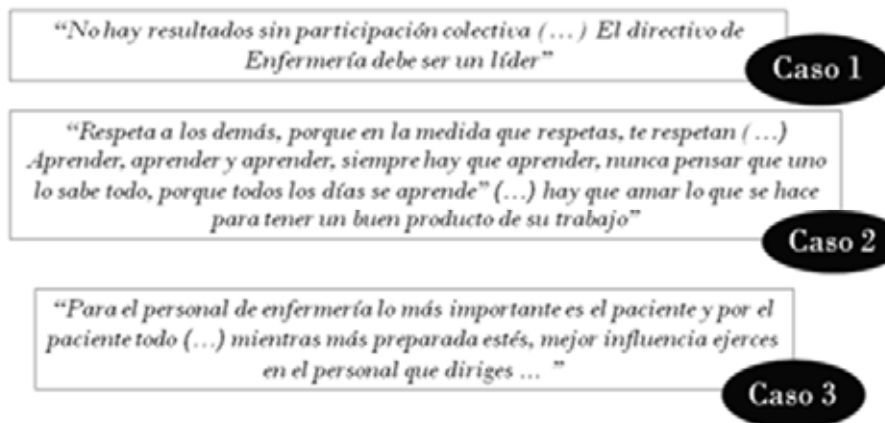 “No hay resultados sin participación colectiva (…) El directivo de
Enfermería debe ser un líder”
Caso 1
“Respeta a los demás, porque en la medida que respetas, te respetan (…)
Aprender, aprender y aprender, siempre hay que aprender, nunca pensar que uno
lo sabe todo, porque todos los días se aprende” (…) hay que amar lo que se hace
para tener un buen producto de su trabajo”
Caso 2
“Para el personal de enfermería lo más importante es el paciente y por el
paciente todo (…) mientras más preparada estés, mejor influencia ejerces
en el personal que diriges … ”
Caso 3